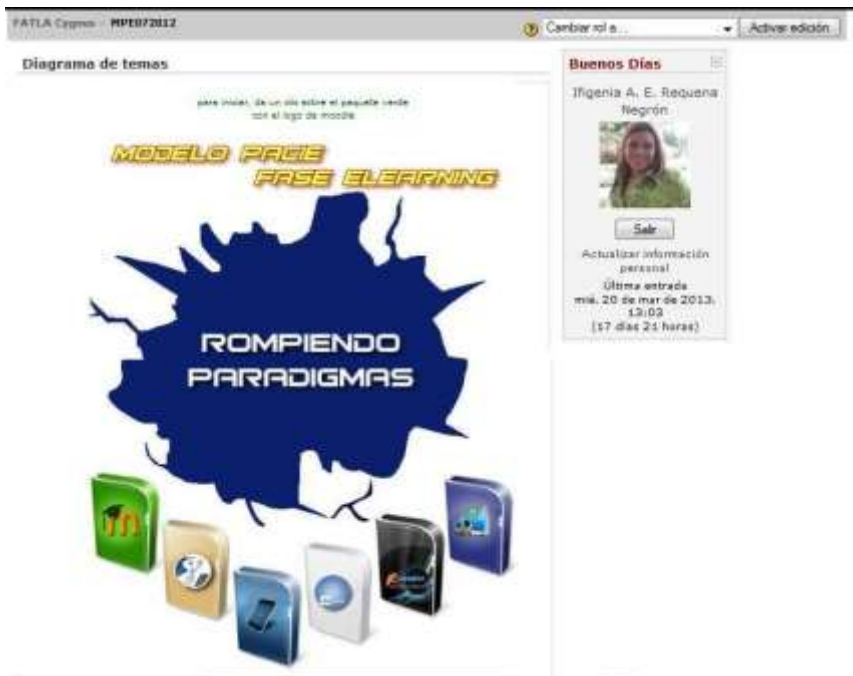 FATLA Cygnus MPE072012
Cambiar rol a...
Activar edición
Diagrama de temas
para iniciar, de un clic sobre el paquete verde
con el logo de moodle
MODELO PACIE
FASE ELEARNING
ROMPIENDO
PARADIGMAS
Buenos Días
Ifigenia A. E. Requena
Negrón
Salir
Actualizar información
personal
Última entrada
mié, 20 de mar de 2013,
13:03
(17 días 21 horas)